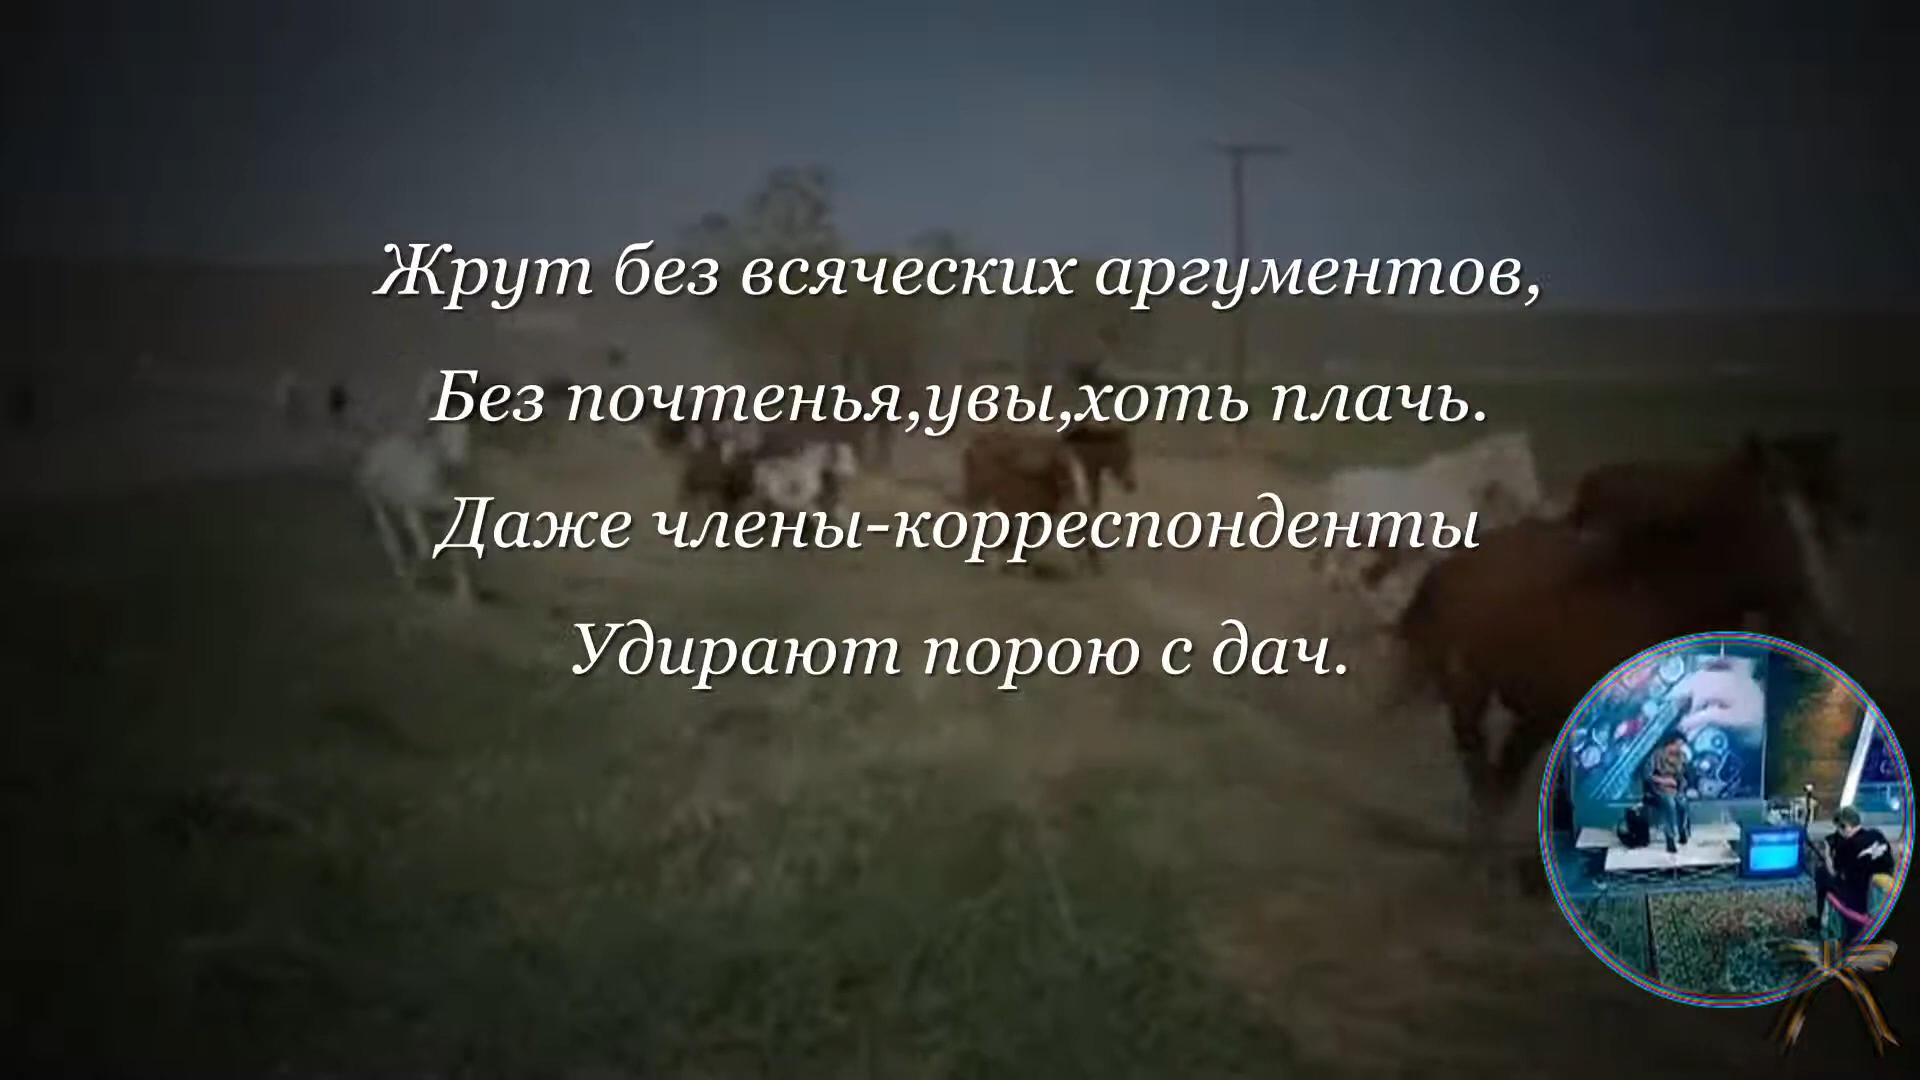 Жрут без всяческих аргументов,
Без почтенья,увы,хоть плачь.
Даже члены-корреспонденты
Удирают порою с дач.